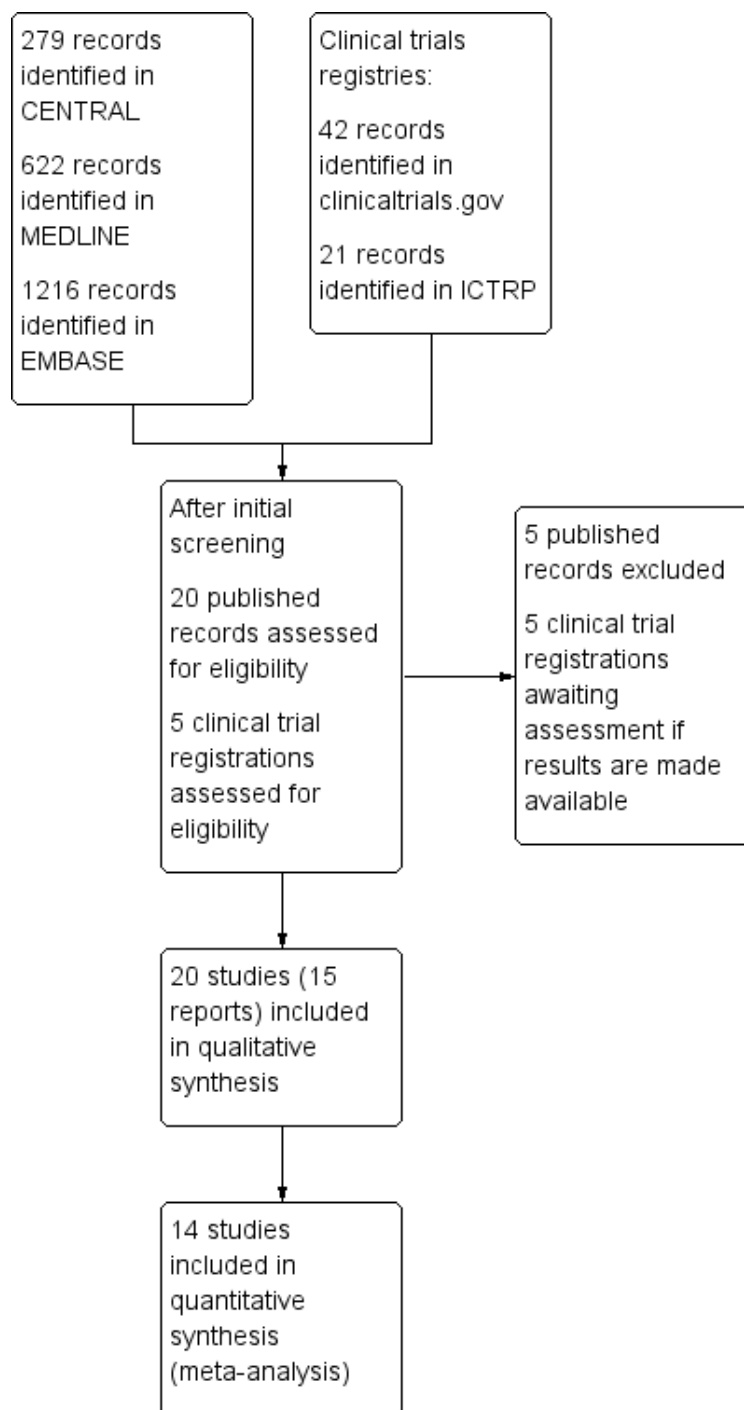 279 records
identified in
CENTRAL
622 records
identified in
MEDLINE
1216 records
identified in
EMBASE
Clinical trials
registries:
42 records
identified in
clinicaltrials.gov
21 records
identified in ICTRP
After initial
screening
20 published
records assessed
for eligibility
5 clinical trial
registrations
assessed for
eligibility
5 published
records excluded
5 clinical trial
registrations
awaiting
assessment if
results are made
available
20 studies (15
reports) included
in qualitative
synthesis
14 studies
included in
quantitative
synthesis
(meta-analysis)